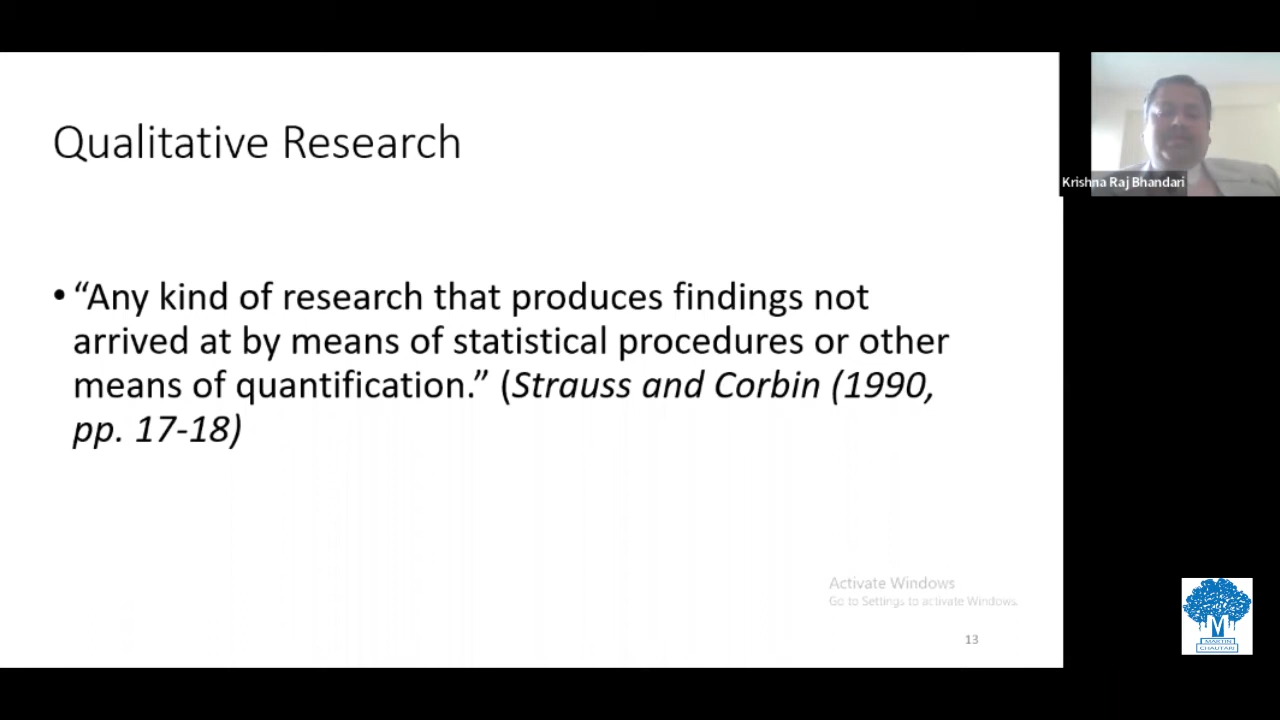 Qualitative Research
• “Any kind of research that produces findings not
arrived at by means of statistical procedures or other
means of quantification.” (Strauss and Corbin (1990,
pp. 17-18)
Krishna Raj Bhandari
Activate Windows
Go to Settings to activate Windows.
13
M
MARTIN
CHAUTARI